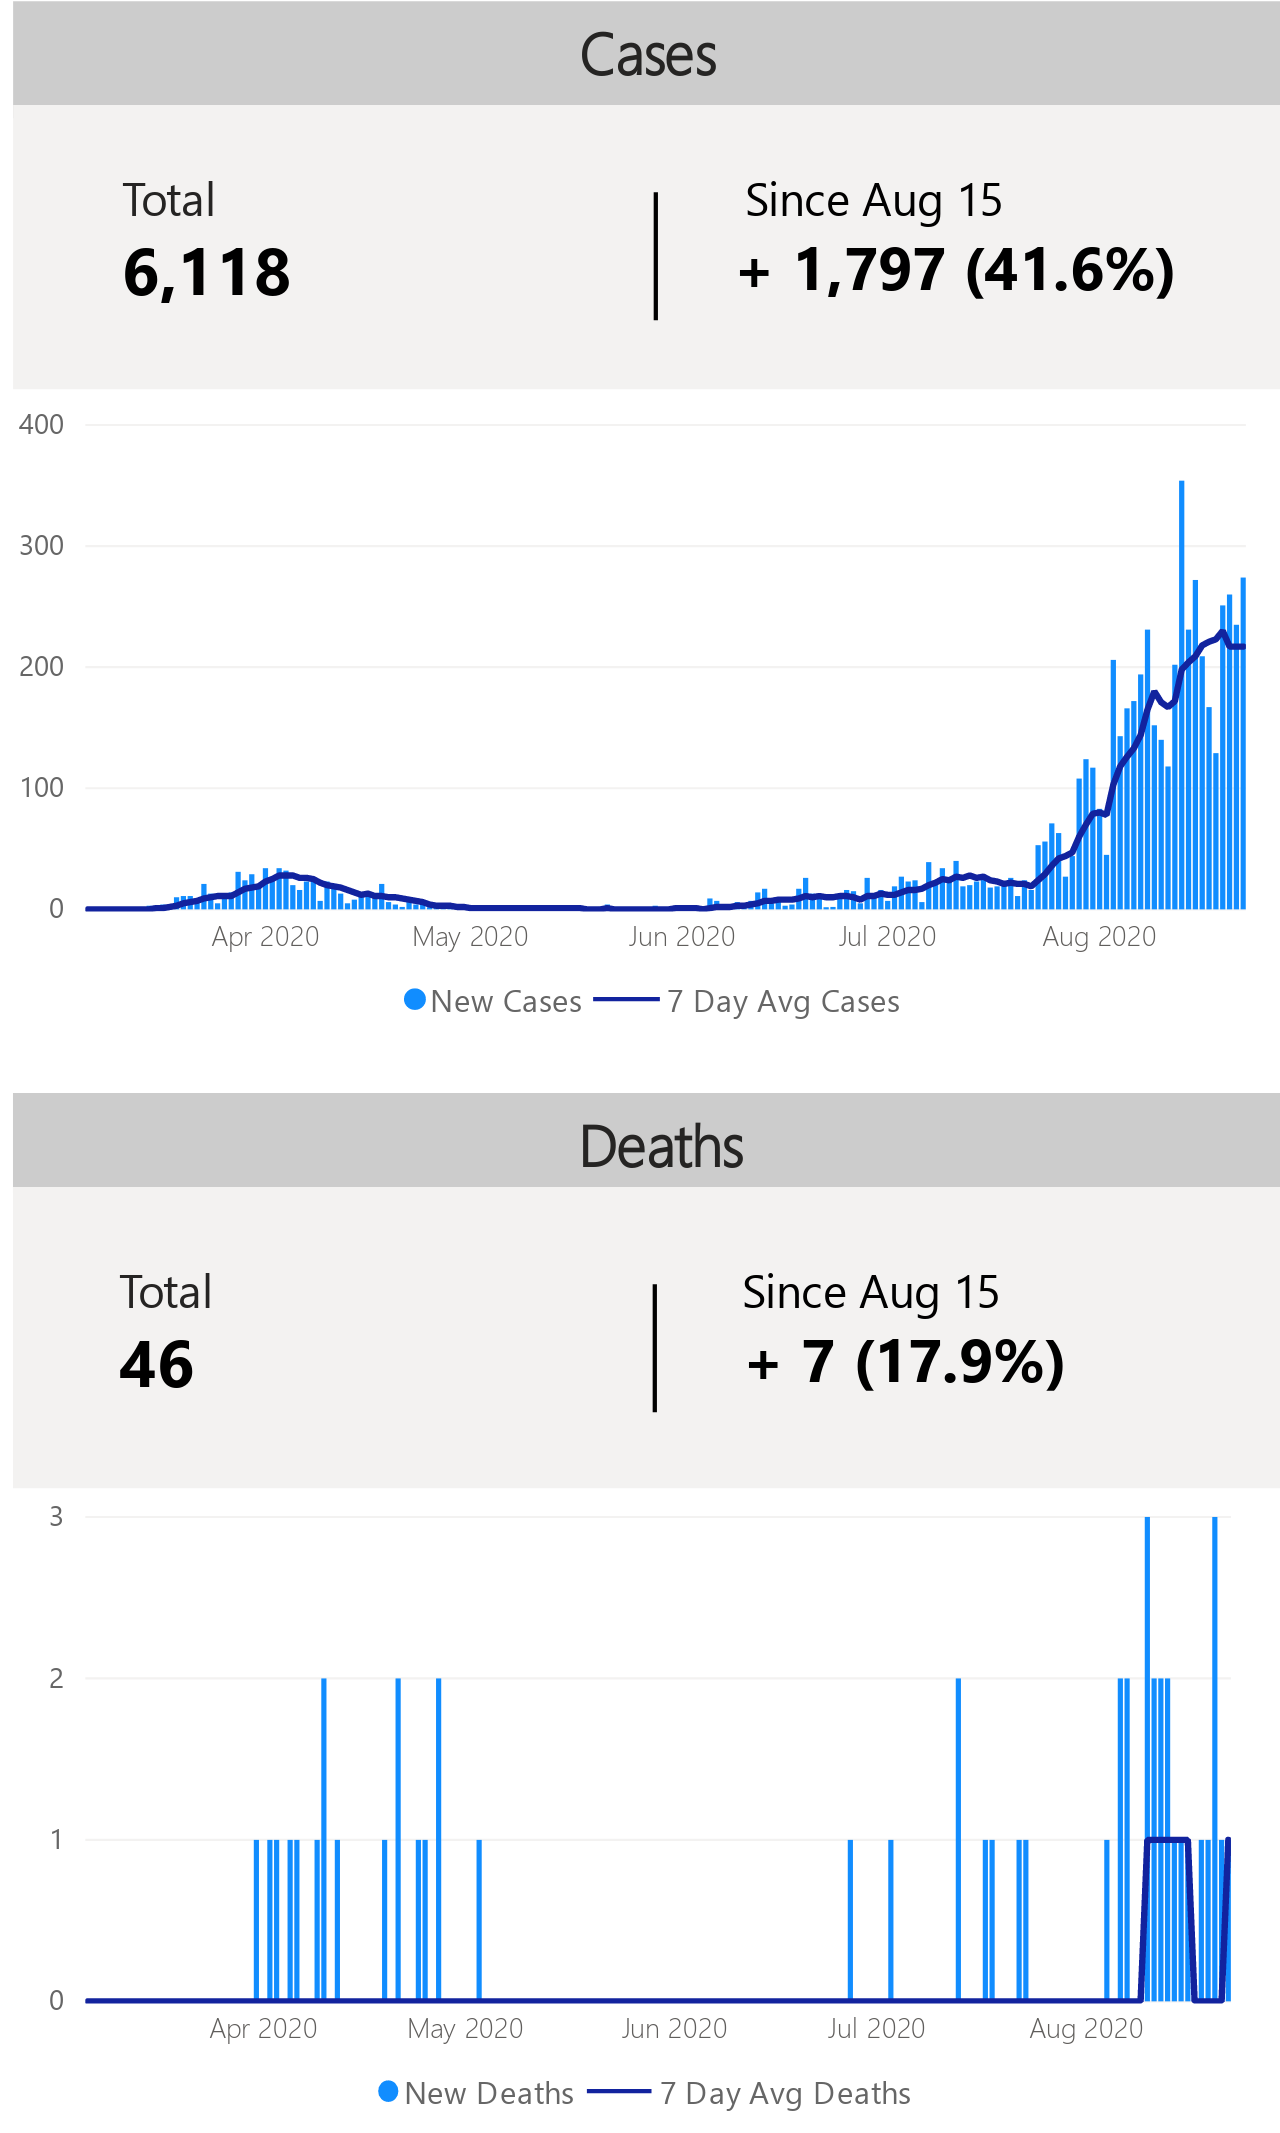 Cases
Total
Since Aug 15
6,118
+ 1,797 (41.6%)
400
300
200
100
0
Apr 2020
May 2020
Jun 2020
Jul 2020
Aug 2020
New Cases
7 Day Avg Cases
Deaths
Total
Since Aug 15
46
+ 7 (17.9%)
3
2
1
0
Apr 2020
May 2020
Jun 2020
Jul 2020
Aug 2020
New Deaths
7 Day Avg Deaths